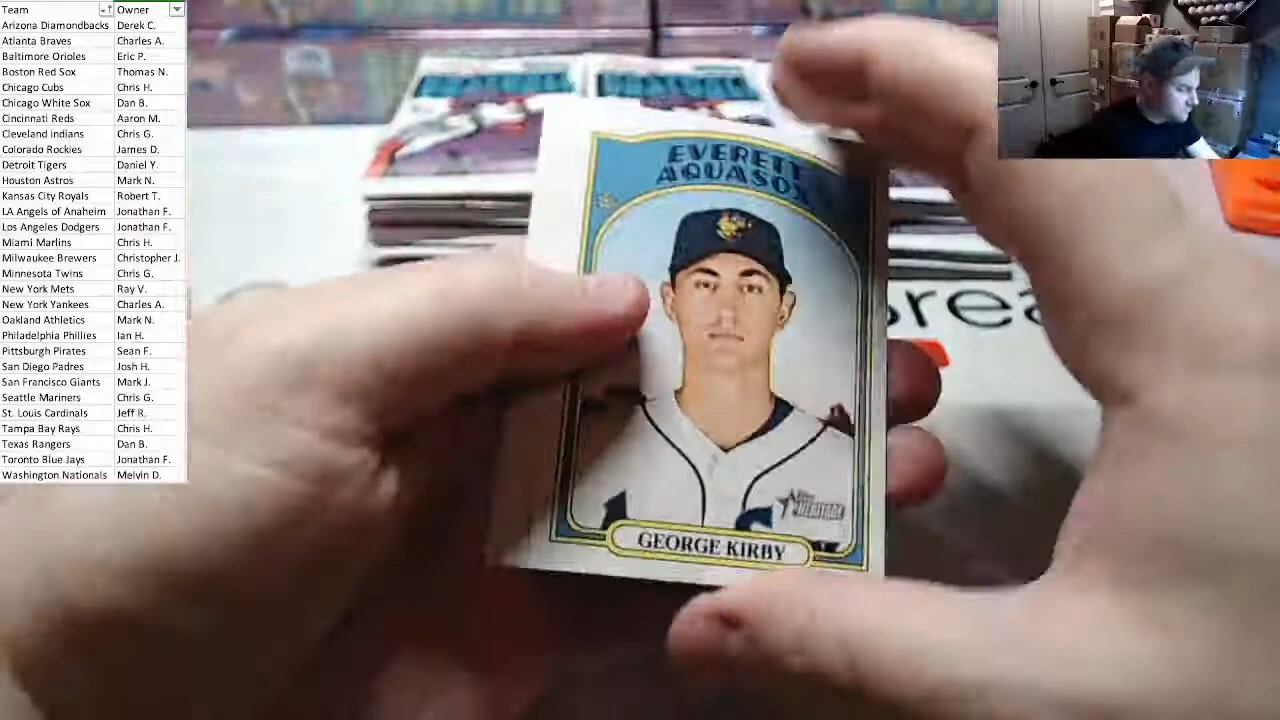 Team Owner
Arizona Diamondbacks Derek C.
Atlanta Braves Charles A.
Baltimore Orioles Eric P.
Boston Red Sox Thomas N.
Chicago Cubs Chris H.
Chicago White Sox Dan B.
Cincinnati Reds Aaron M.
Cleveland Indians Chris G.
Colorado Rockies James D.
Detroit Tigers Daniel Y.
Houston Astros Mark N.
Kansas City Royals Robert T.
LA Angels of Anaheim Jonathan F.
Los Angeles Dodgers Jonathan F.
Miami Marlins Chris H.
Milwaukee Brewers Christopher J.
Minnesota Twins Chris G.
New York Mets Ray V.
New York Yankees Charles A.
Oakland Athletics Mark N.
Philadelphia Phillies Ian H.
Pittsburgh Pirates Sean F.
San Diego Padres Josh H.
San Francisco Giants Mark J.
Seattle Mariners Chris G.
St. Louis Cardinals Jeff R.
Tampa Bay Rays Chris H.
Texas Rangers Dan B.
Toronto Blue Jays Jonathan F.
Washington Nationals Melvin D.
EVERETT
AQUASOX
Topps
HERITAGE
GEORGE KIRBY